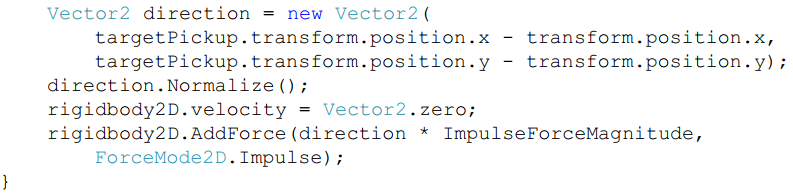 Vector2 direction = new Vector2(
targetPickup.transform.position.x - transform.position.x,
targetPickup.transform.position.y - transform.position.y);
direction.Normalize();
rigidbody2D.velocity = Vector2.zero;
rigidbody2D.AddForce(direction * ImpulseForceMagnitude,
ForceMode2D.Impulse);
}